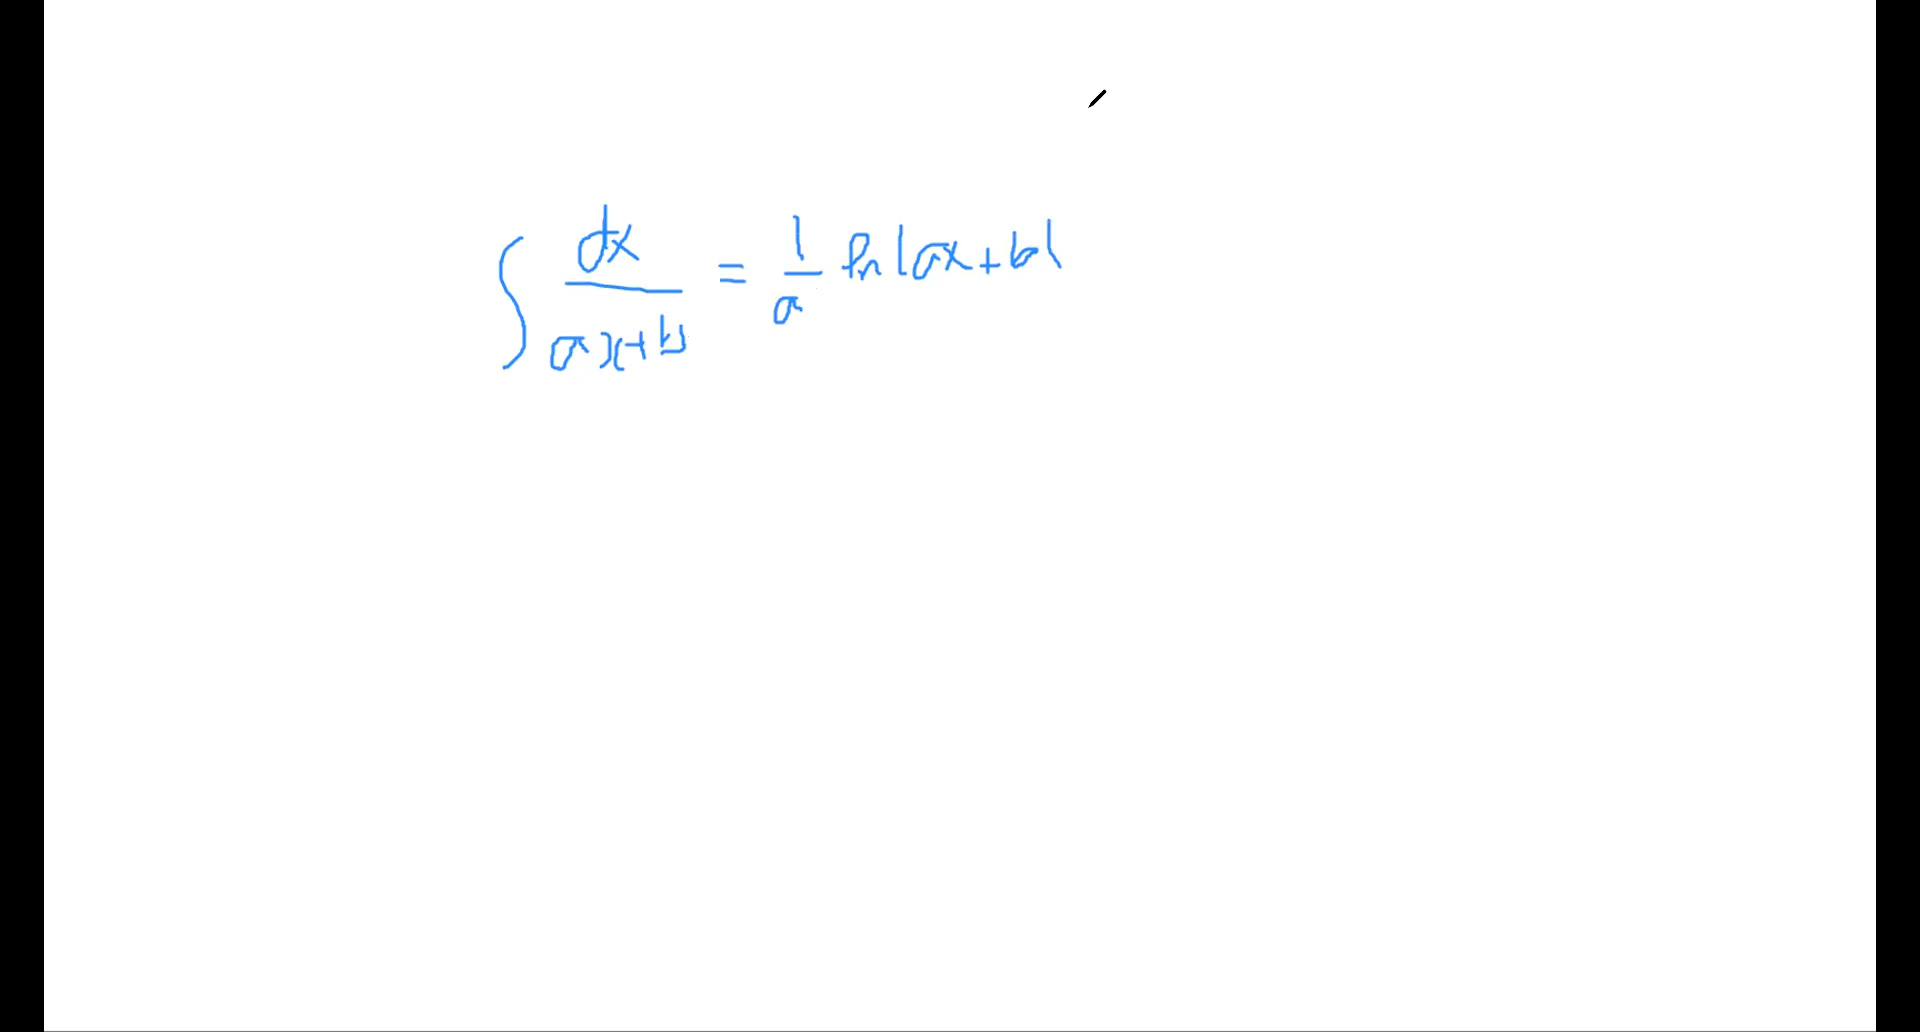 ∫ dx/(ax+b) = 1/a ln|ax+b|